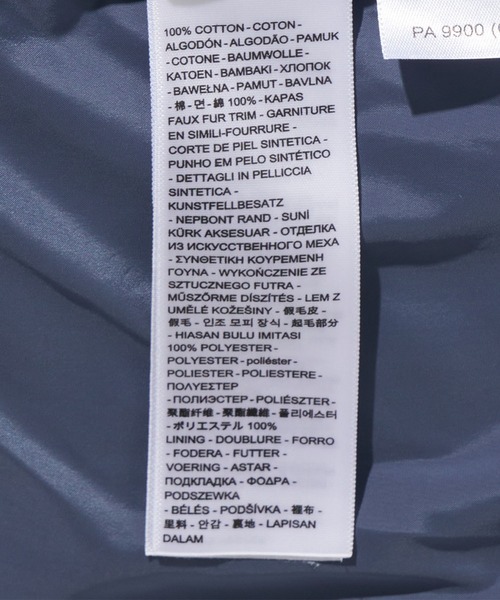 100% COTTON - COTON -
ALGODÓN - ALGODÃO - PAMUK
- COTONE - BAUMWOLLE -
KATOEN - BAMBAKI - ХЛОПОК
- BAWEŁNA - PAMUT - BAVLNA
- 棉 - 면 - 綿 100% - KAPAS
FAUX FUR TRIM - GARNITURE
EN SIMILI-FOURRURE -
CORTE DE PIEL SINTETICA -
PUNHO EM PELO SINTÉTICO
- DETTAGLI IN PELLICCIA
SINTETICA -
KUNSTFELLBESATZ
- NEPBONT RAND - SUNİ
KÜRK AKSESUAR - ОТДЕЛКА
ИЗ ИСКУССТВЕННОГО МЕХА
- ΣΥΝΘΕΤΙΚΗ ΚΟΥΡΕΜΕΝΗ
ΓΟΥΝΑ - WYKOŃCZENIE ZE
SZTUCZNEGO FUTRA -
MŰSZŐRME DÍSZÍTÉS - LEM Z
UMĚLÉ KOŽEŠINY - 假毛皮 -
假毛 - 인조 모피 장식 - 起毛部分
- HIASAN BULU IMITASI
100% POLYESTER -
POLYESTER - poliéster -
POLIESTER - POLIESTERE -
ΠΟΛΥΕΣΤΕΡ
- ПОЛИЭСТЕР - POLIÉSZTER -
聚酯纤维 - 聚酯纖維 - 폴리에스터
- ポリエステル 100%
LINING - DOUBLURE - FORRO
- FODERA - FUTTER -
VOERING - ASTAR -
ПОДКЛАДКА - ΦΟΔΡΑ -
PODSZEWKA
- BÉLÉS - PODŠÍVKA - 裡布 -
里料 - 안감 - 裏地 - LAPISAN
DALAM
PA 9900 (